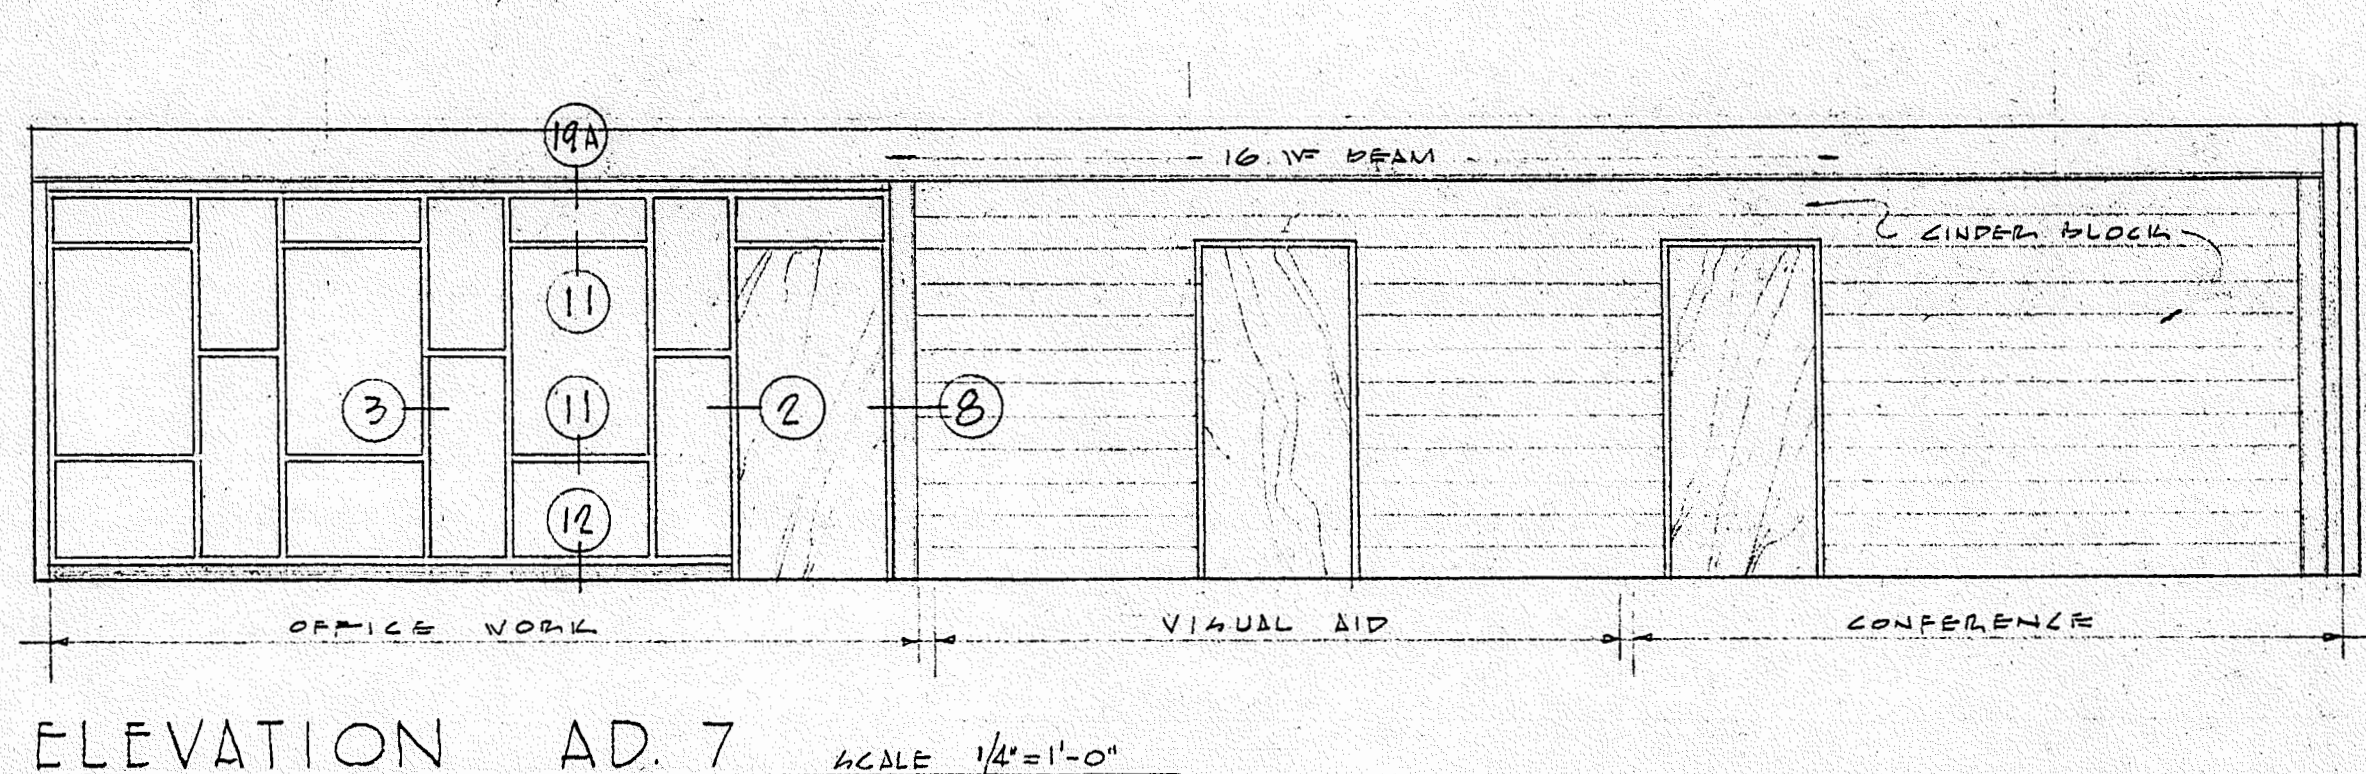 19A
16 WF BEAM
CINDER BLOCK
11
3
11
2
8
12
OFFICE WORK
VISUAL AID
CONFERENCE
ELEVATION AD. 7
SCALE 1/4"=1'-0"